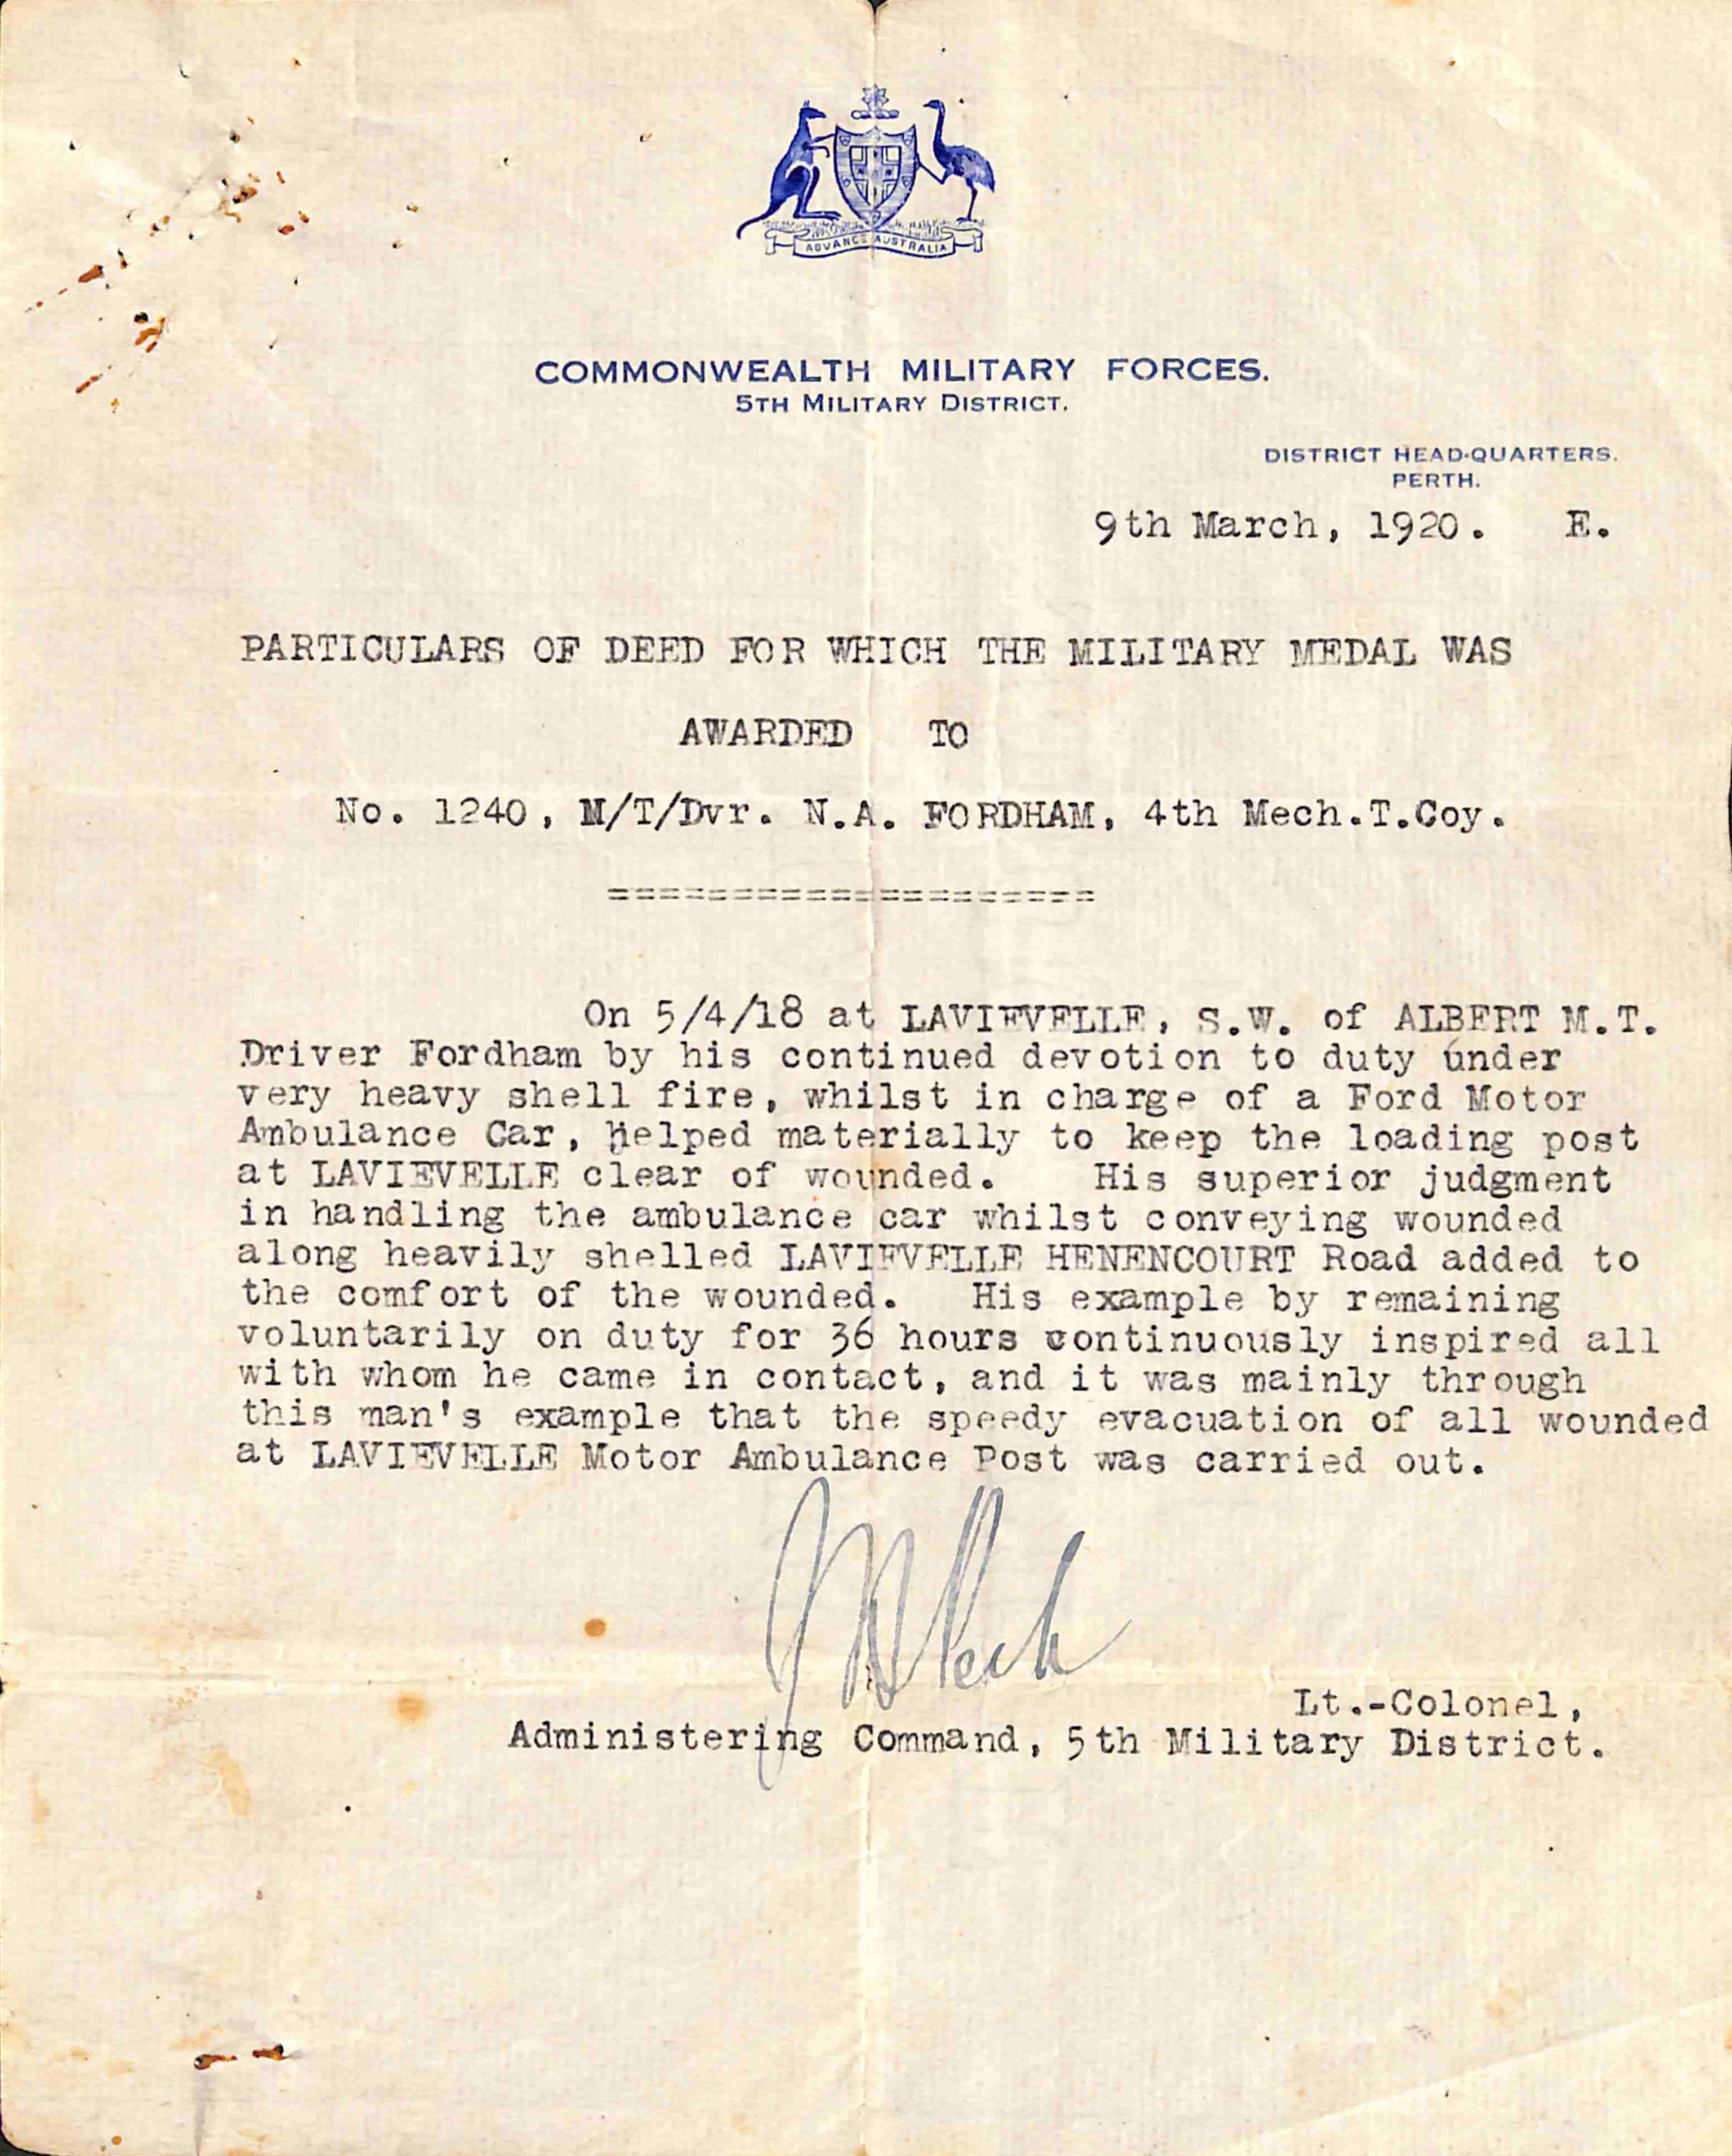 ADVANCE AUSTRALIA
COMMONWEALTH MILITARY FORCES.
5TH MILITARY DISTRICT.
DISTRICT HEAD-QUARTERS.
PERTH.
9th March, 1920. E.
PARTICULARS OF DEED FOR WHICH THE MILITARY MEDAL WAS
AWARDED TO
No. 1240, M/T/Dvr. N.A. FORDHAM, 4th Mech.T.Coy.
====================
On 5/4/18 at LAVIEVELLE, S.W. of ALBERT M.T.
Driver Fordham by his continued devotion to duty under
very heavy shell fire, whilst in charge of a Ford Motor
Ambulance Car, helped materially to keep the loading post
at LAVIEVELLE clear of wounded. His superior judgment
in handling the ambulance car whilst conveying wounded
along heavily shelled LAVIEVELLE HENENCOURT Road added to
the comfort of the wounded. His example by remaining
voluntarily on duty for 36 hours continuously inspired all
with whom he came in contact, and it was mainly through
this man's example that the speedy evacuation of all wounded
at LAVIEVELLE Motor Ambulance Post was carried out.
Lt.-Colonel,
Administering Command, 5th Military District.